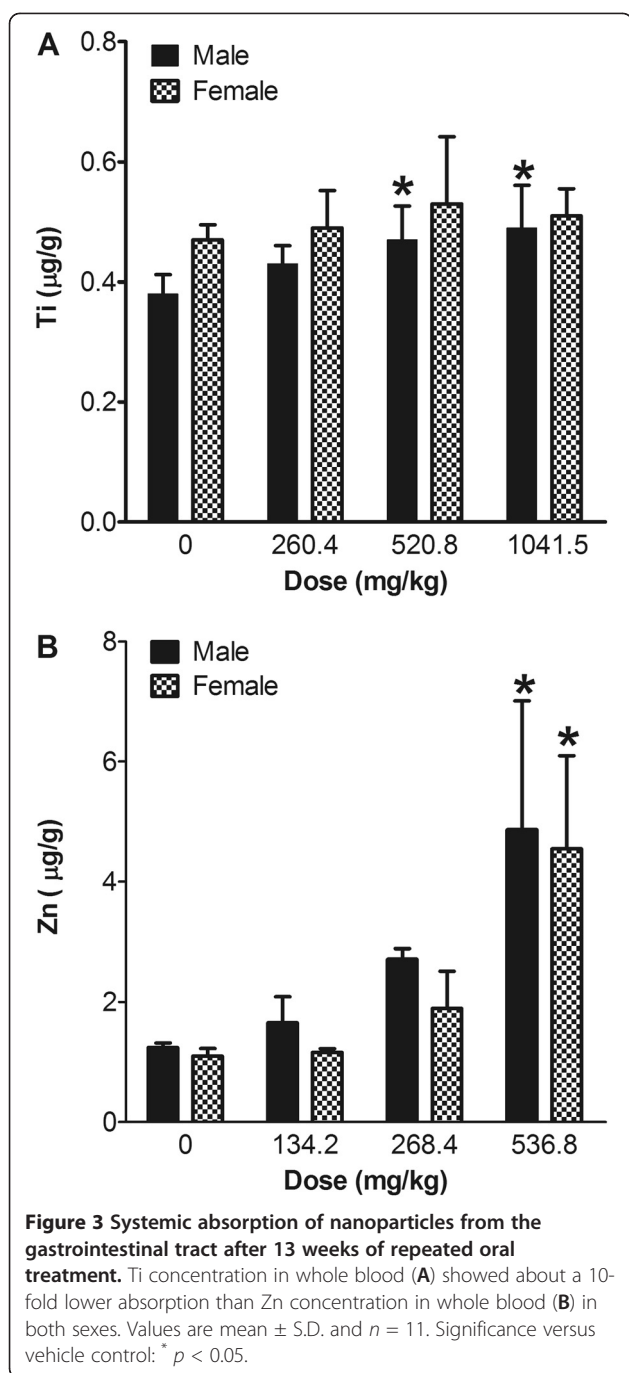 A
Male
Female
0.8
0.6
0.4
0.2
0.0
Ti (μg/g)
* *
0 260.4 520.8 1041.5
Dose (mg/kg)
B
Male
Female
8
6
4
2
0
Zn ( μg/g)
* *
0 134.2 268.4 536.8
Dose (mg/kg)
Figure 3 Systemic absorption of nanoparticles from the
gastrointestinal tract after 13 weeks of repeated oral
treatment. Ti concentration in whole blood (A) showed about a 10-
fold lower absorption than Zn concentration in whole blood (B) in
both sexes. Values are mean ± S.D. and n = 11. Significance versus
vehicle control: * p < 0.05.